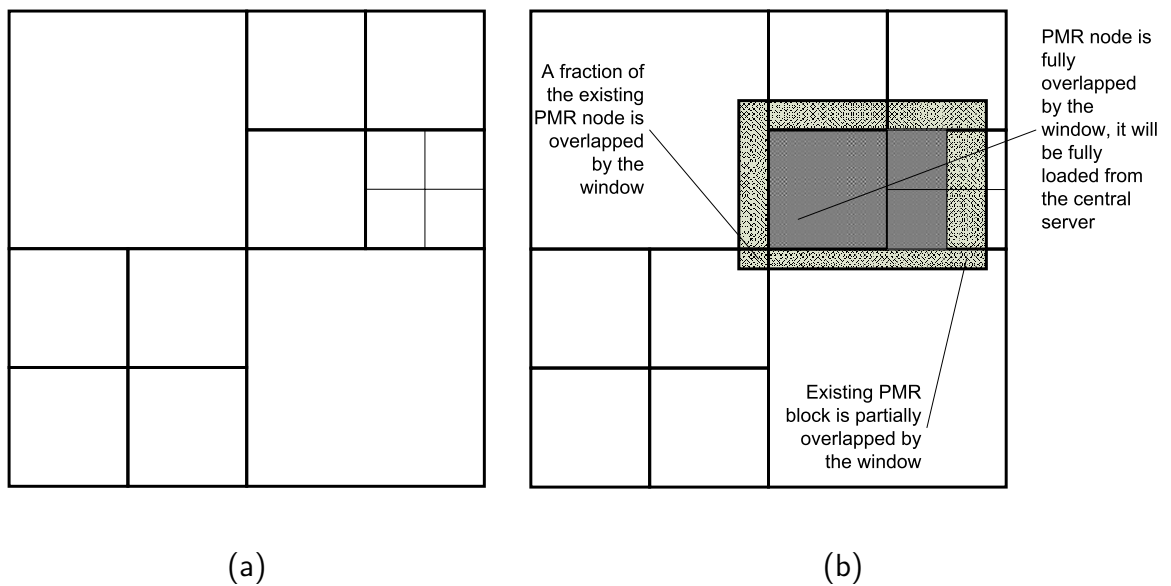 A fraction of
the existing
PMR node is
overlapped
by the
window
PMR node is
fully
overlapped
by the
window, it will
be fully
loaded from
the central
server
Existing PMR
block is partially
overlapped by
the window
(a)
(b)